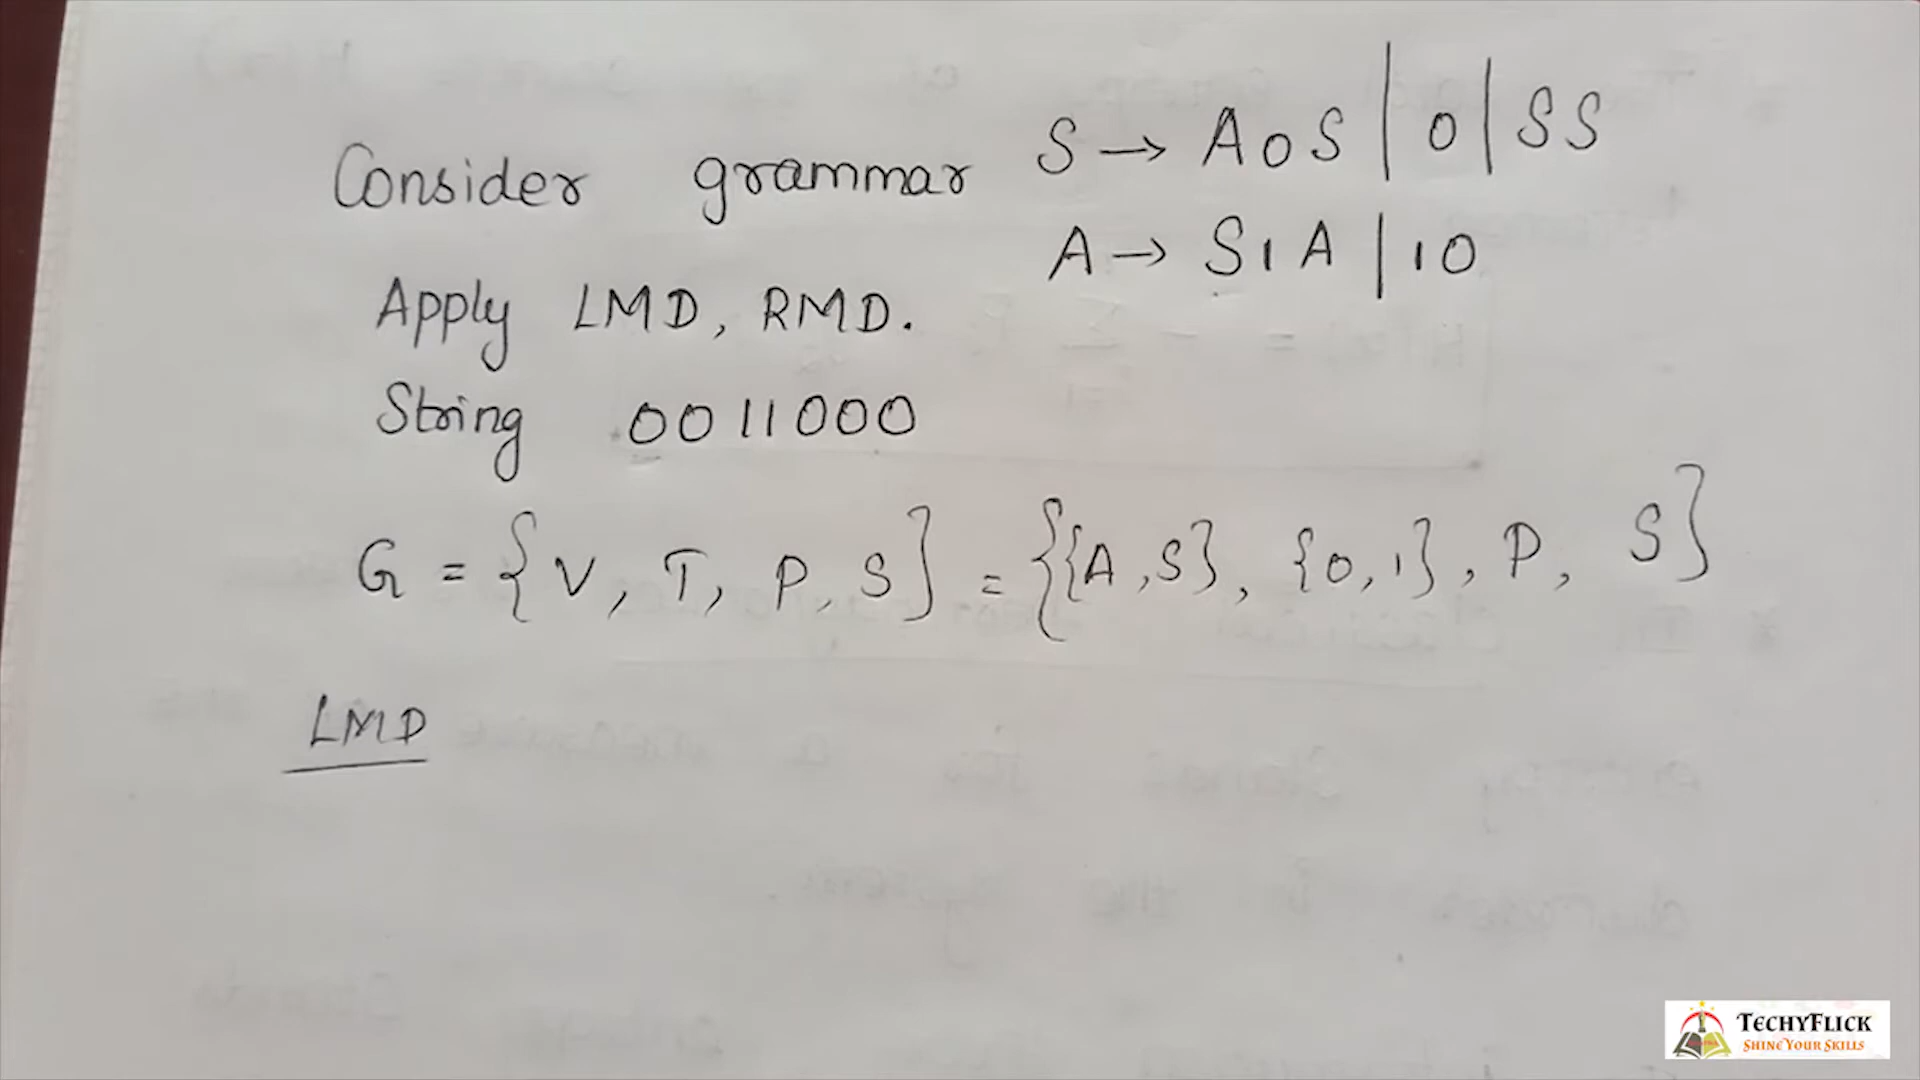 Consider grammar S → A0S | 0 | SS
A → S1A | 10
Apply LMD, RMD.
String 0011000
G = {V, T, P, S} = {{A, S}, {0, 1}, P, S}
LMD
TECHYFLICK
SHINE YOUR SKILLS